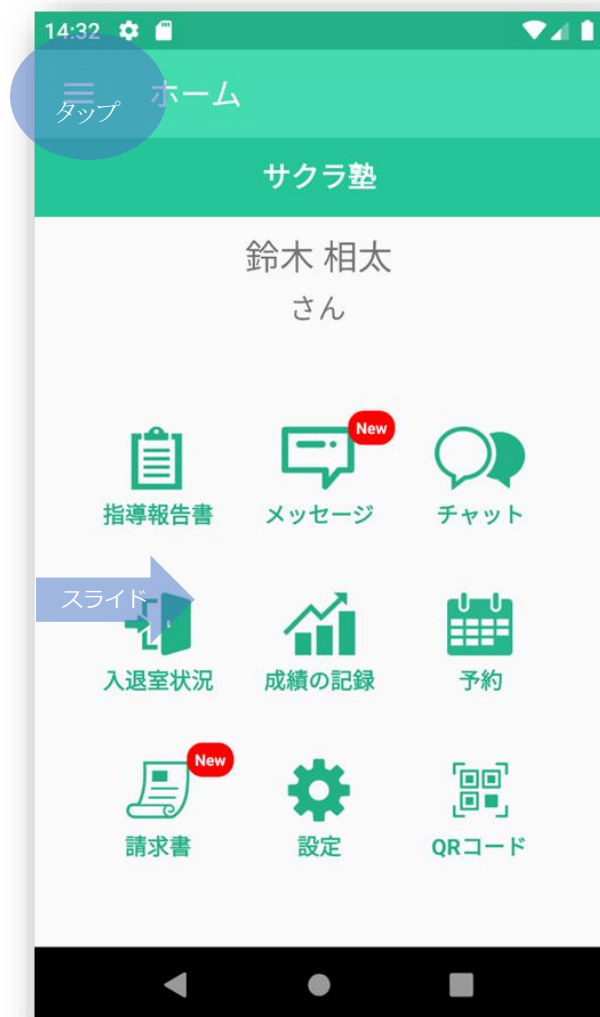 14:32
タップ
ホーム
サクラ塾
鈴木 相太
さん
New
指導報告書
メッセージ
チャット
スライド
入退室状況
成績の記録
予約
New
請求書
設定
QRコード